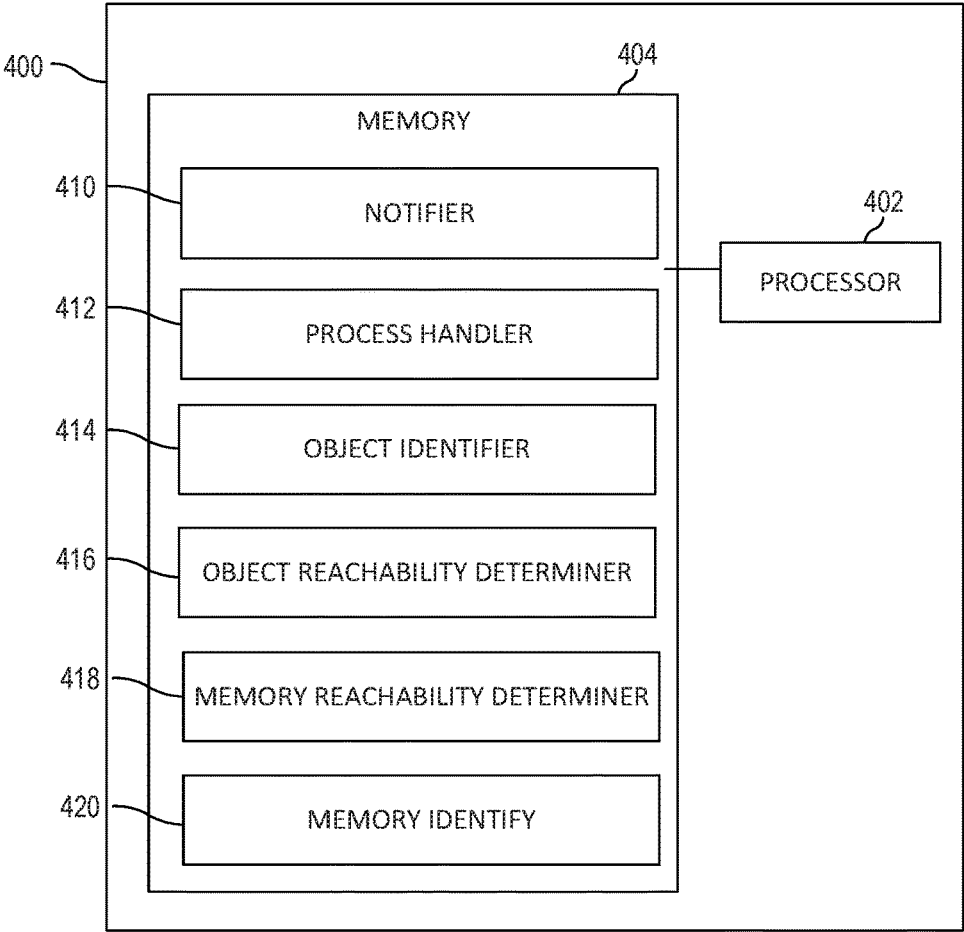 400
404
MEMORY
410
NOTIFIER
402
PROCESSOR
412
PROCESS HANDLER
414
OBJECT IDENTIFIER
416
OBJECT REACHABILITY DETERMINER
418
MEMORY REACHABILITY DETERMINER
420
MEMORY IDENTIFY